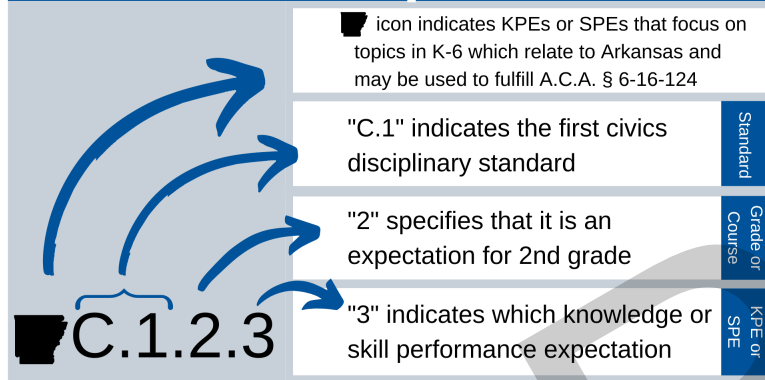 icon indicates KPEs or SPEs that focus on
topics in K-6 which relate to Arkansas and
may be used to fulfill A.C.A. § 6-16-124
"C.1" indicates the first civics
disciplinary standard
Standard
"2" specifies that it is an
expectation for 2nd grade
Grade or
Course
"3" indicates which knowledge or
skill performance expectation
KPE or
SPE
C.1.2.3